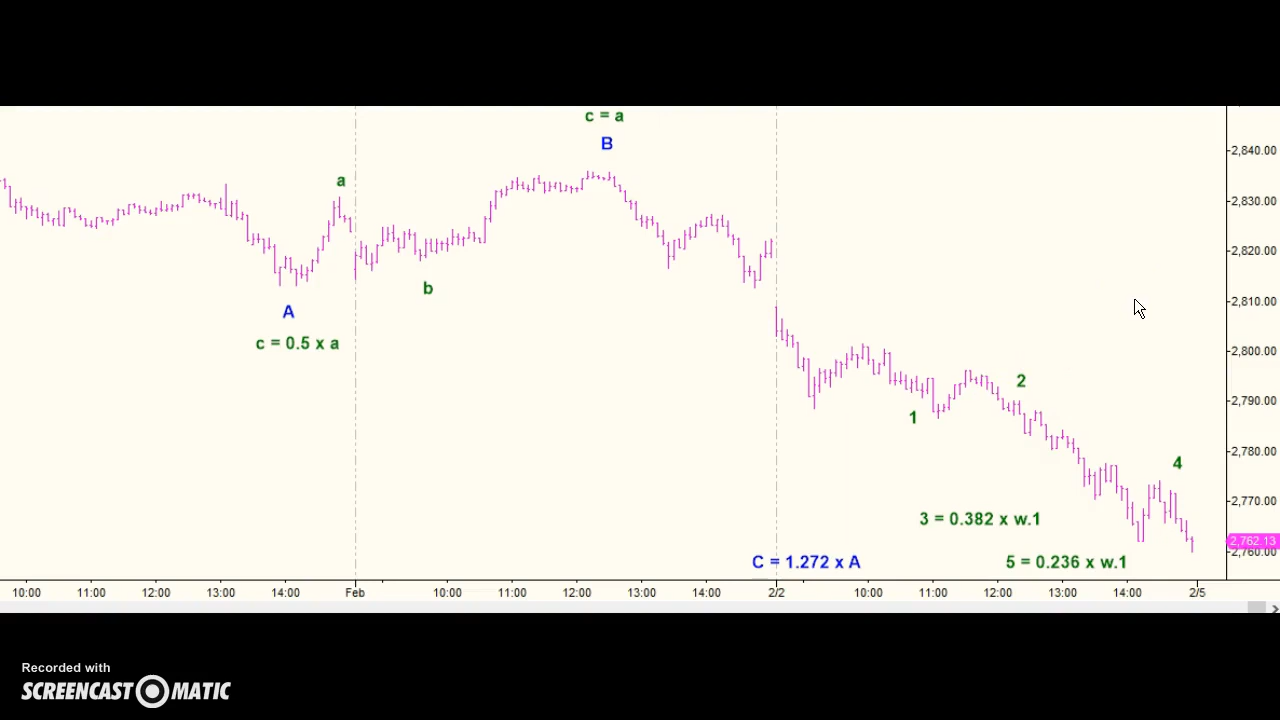 c = a
B
2,840.00
a
2,830.00
2,820.00
b
A
2,810.00
c = 0.5 x a
2,800.00
2
2,790.00
1
4
2,780.00
2,770.00
3 = 0.382 x w.1
2,762.13
2,760.00
C = 1.272 x A
5 = 0.236 x w.1
10:00 11:00 12:00 13:00 14:00 Feb 10:00 11:00 12:00 13:00 14:00 2/2 10:00 11:00 12:00 13:00 14:00 2/5
Recorded with
SCREENCAST MATIC